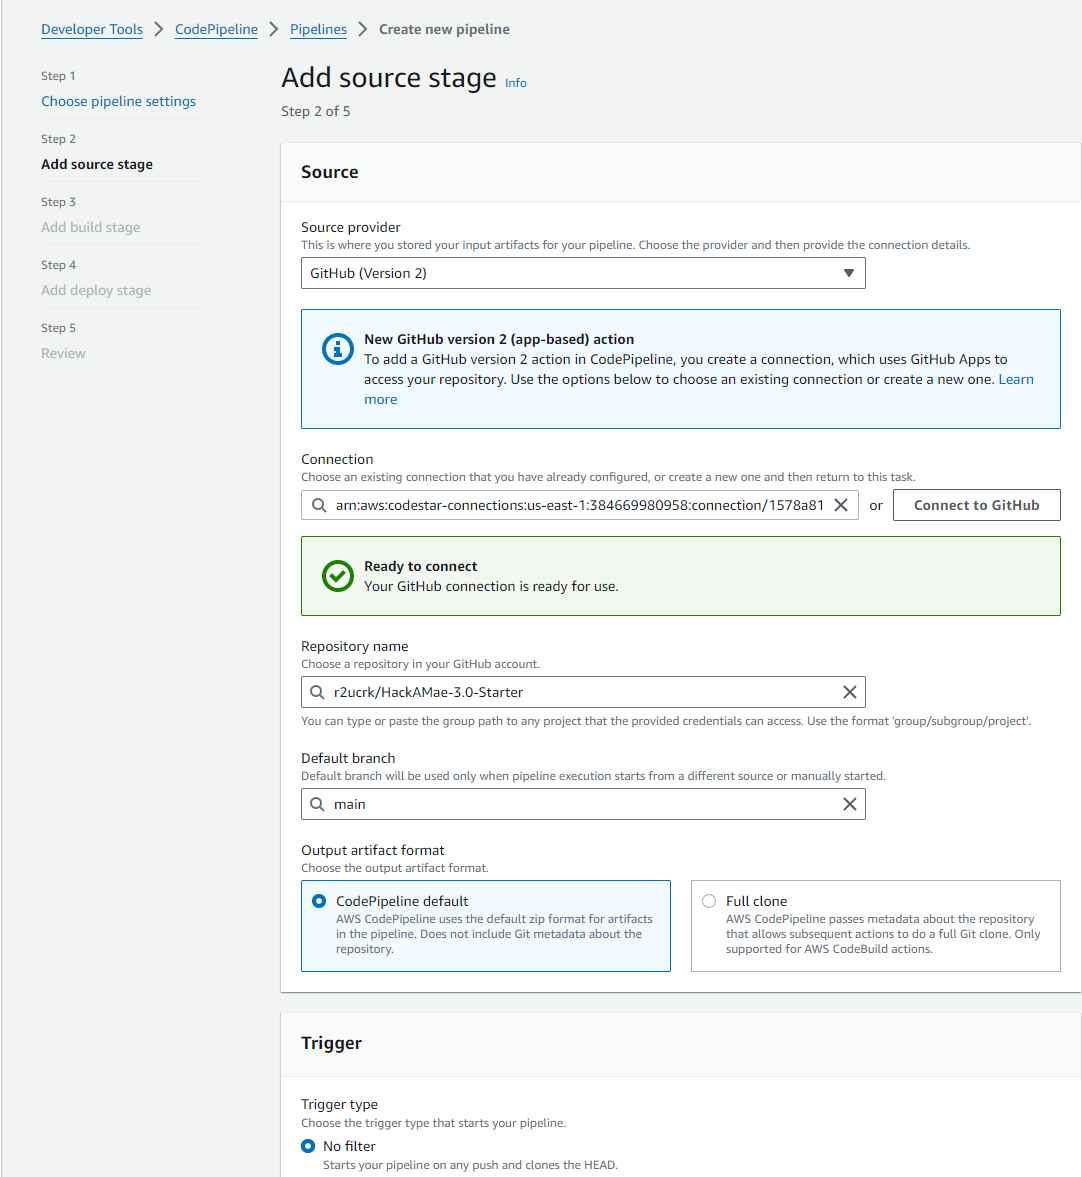 Developer Tools > CodePipeline > Pipelines > Create new pipeline
Step 1
Choose pipeline settings
Step 2
Add source stage
Step 3
Add build stage
Step 4
Add deploy stage
Step 5
Review
Add source stage Info
Step 2 of 5
Source
Source provider
This is where you stored your input artifacts for your pipeline. Choose the provider and then provide the connection details.
GitHub (Version 2)
New GitHub version 2 (app-based) action
To add a GitHub version 2 action in CodePipeline, you create a connection, which uses GitHub Apps to
access your repository. Use the options below to choose an existing connection or create a new one. Learn
more
Connection
Choose an existing connection that you have already configured, or create a new one and then return to this task.
arn:aws:codestar-connections:us-east-1:384669980958:connection/1578a81 or Connect to GitHub
Ready to connect
Your GitHub connection is ready for use.
Repository name
Choose a repository in your GitHub account.
r2ucrk/HackAMae-3.0-Starter
You can type or paste the group path to any project that the provided credentials can access. Use the format 'group/subgroup/project'.
Default branch
Default branch will be used only when pipeline execution starts from a different source or manually started.
main
Output artifact format
Choose the output artifact format.
CodePipeline default
AWS CodePipeline uses the default zip format for artifacts
in the pipeline. Does not include Git metadata about the
repository.
Full clone
AWS CodePipeline passes metadata about the repository
that allows subsequent actions to do a full Git clone. Only
supported for AWS CodeBuild actions.
Trigger
Trigger type
Choose the trigger type that starts your pipeline.
No filter
Starts your pipeline on any push and clones the HEAD.